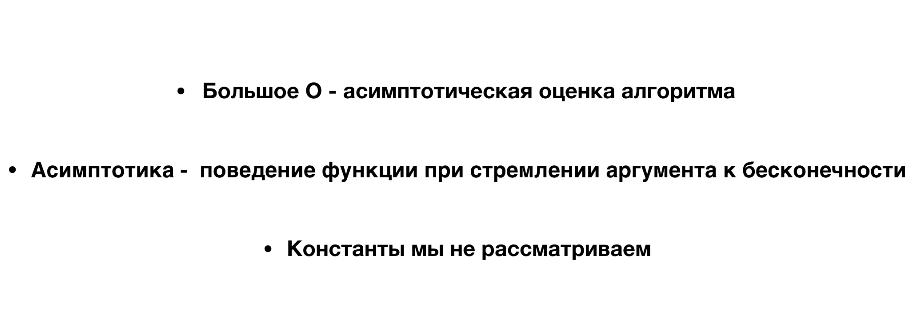 • Большое О - асимптотическая оценка алгоритма
• Асимптотика - поведение функции при стремлении аргумента к бесконечности
• Константы мы не рассматриваем